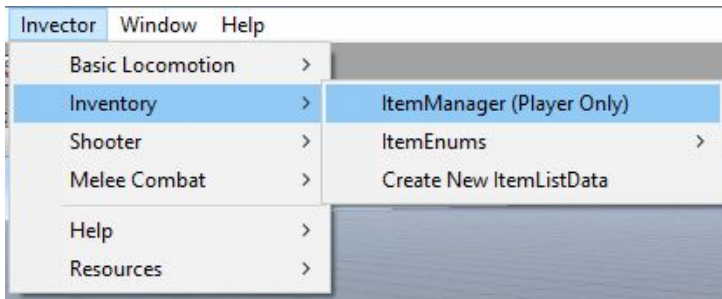 Invector Window Help
Basic Locomotion >
Inventory > ItemManager (Player Only)
Shooter > ItemEnums >
Melee Combat > Create New ItemListData
Help >
Resources >